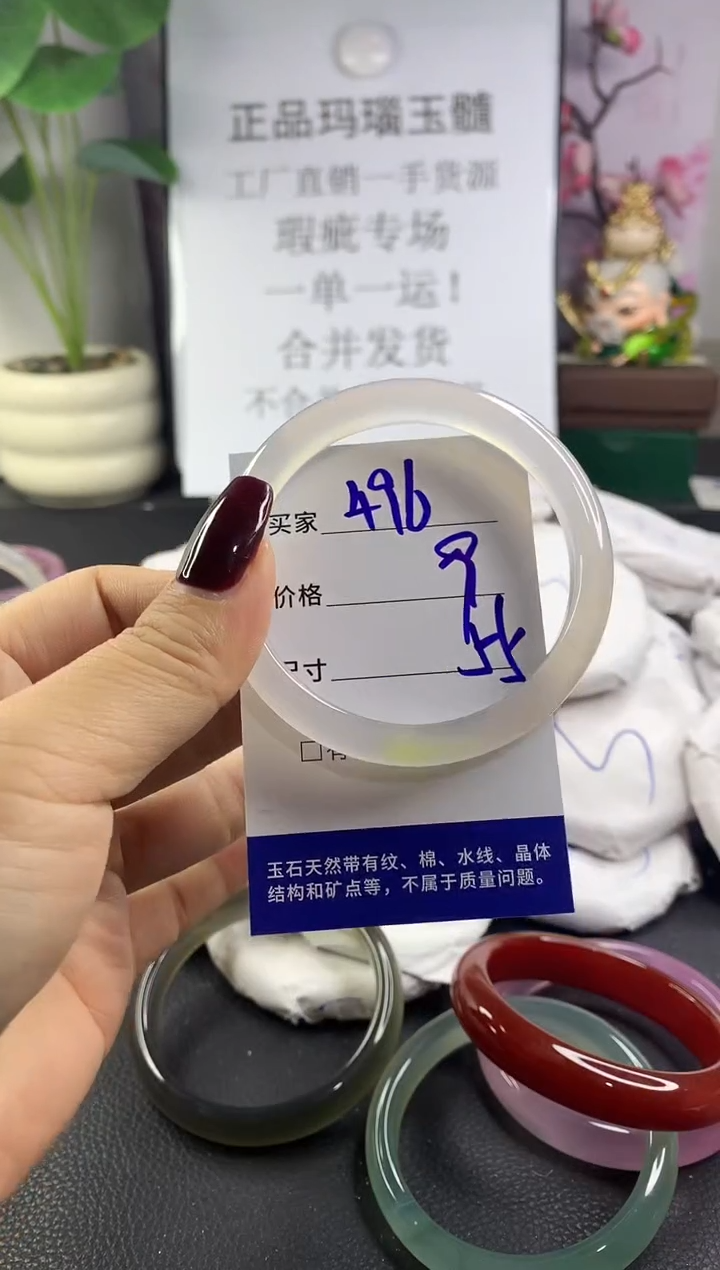 正品玛瑙玉髓
工厂直销一手货源
瑕疵专场
一单一运！
合并发货
不合
买家 496
价格
尺寸
玉石天然带有纹、棉、水线、晶体
结构和矿点等，不属于质量问题。